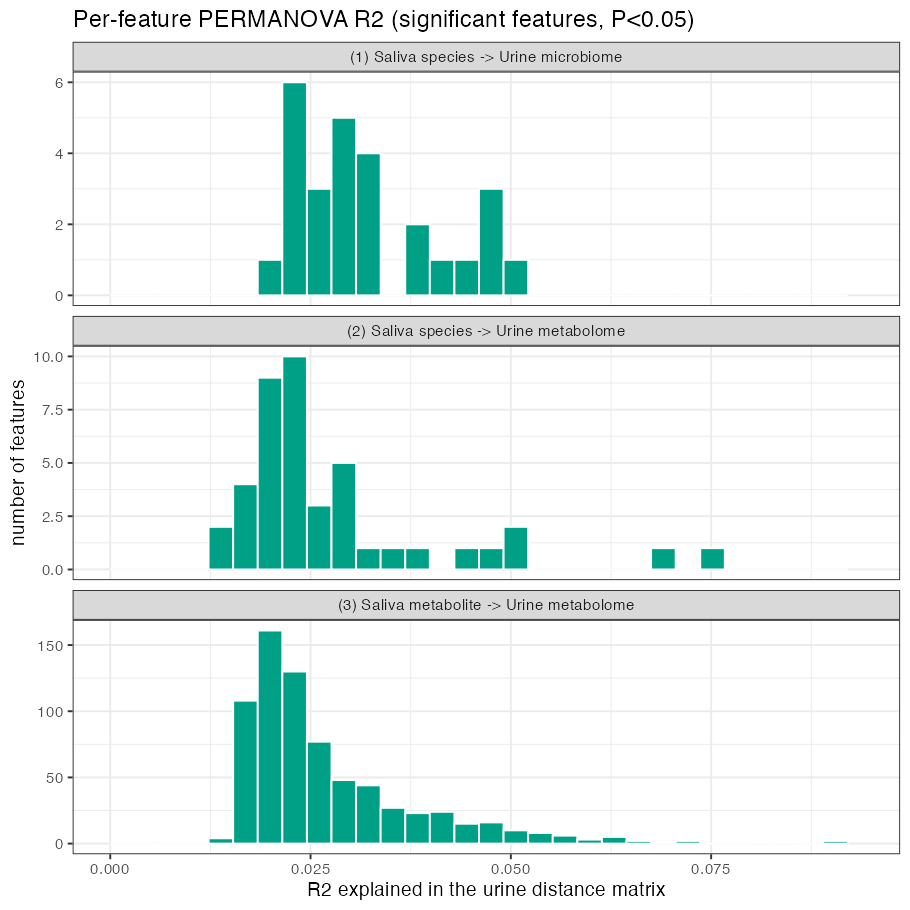 Per-feature PERMANOVA R2 (significant features, P<0.05)
(1) Saliva species -> Urine microbiome
6
4
2
0
(2) Saliva species -> Urine metabolome
10.0
7.5
5.0
2.5
0.0
number of features
(3) Saliva metabolite -> Urine metabolome
150
100
50
0
0.000 0.025 0.050 0.075
R2 explained in the urine distance matrix